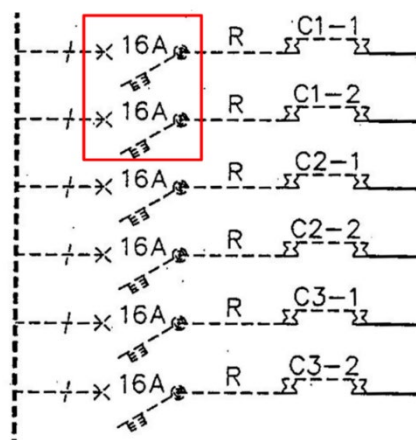 16A R C1-1
16A R C1-2
16A R C2-1
16A R C2-2
16A R C3-1
16A R C3-2